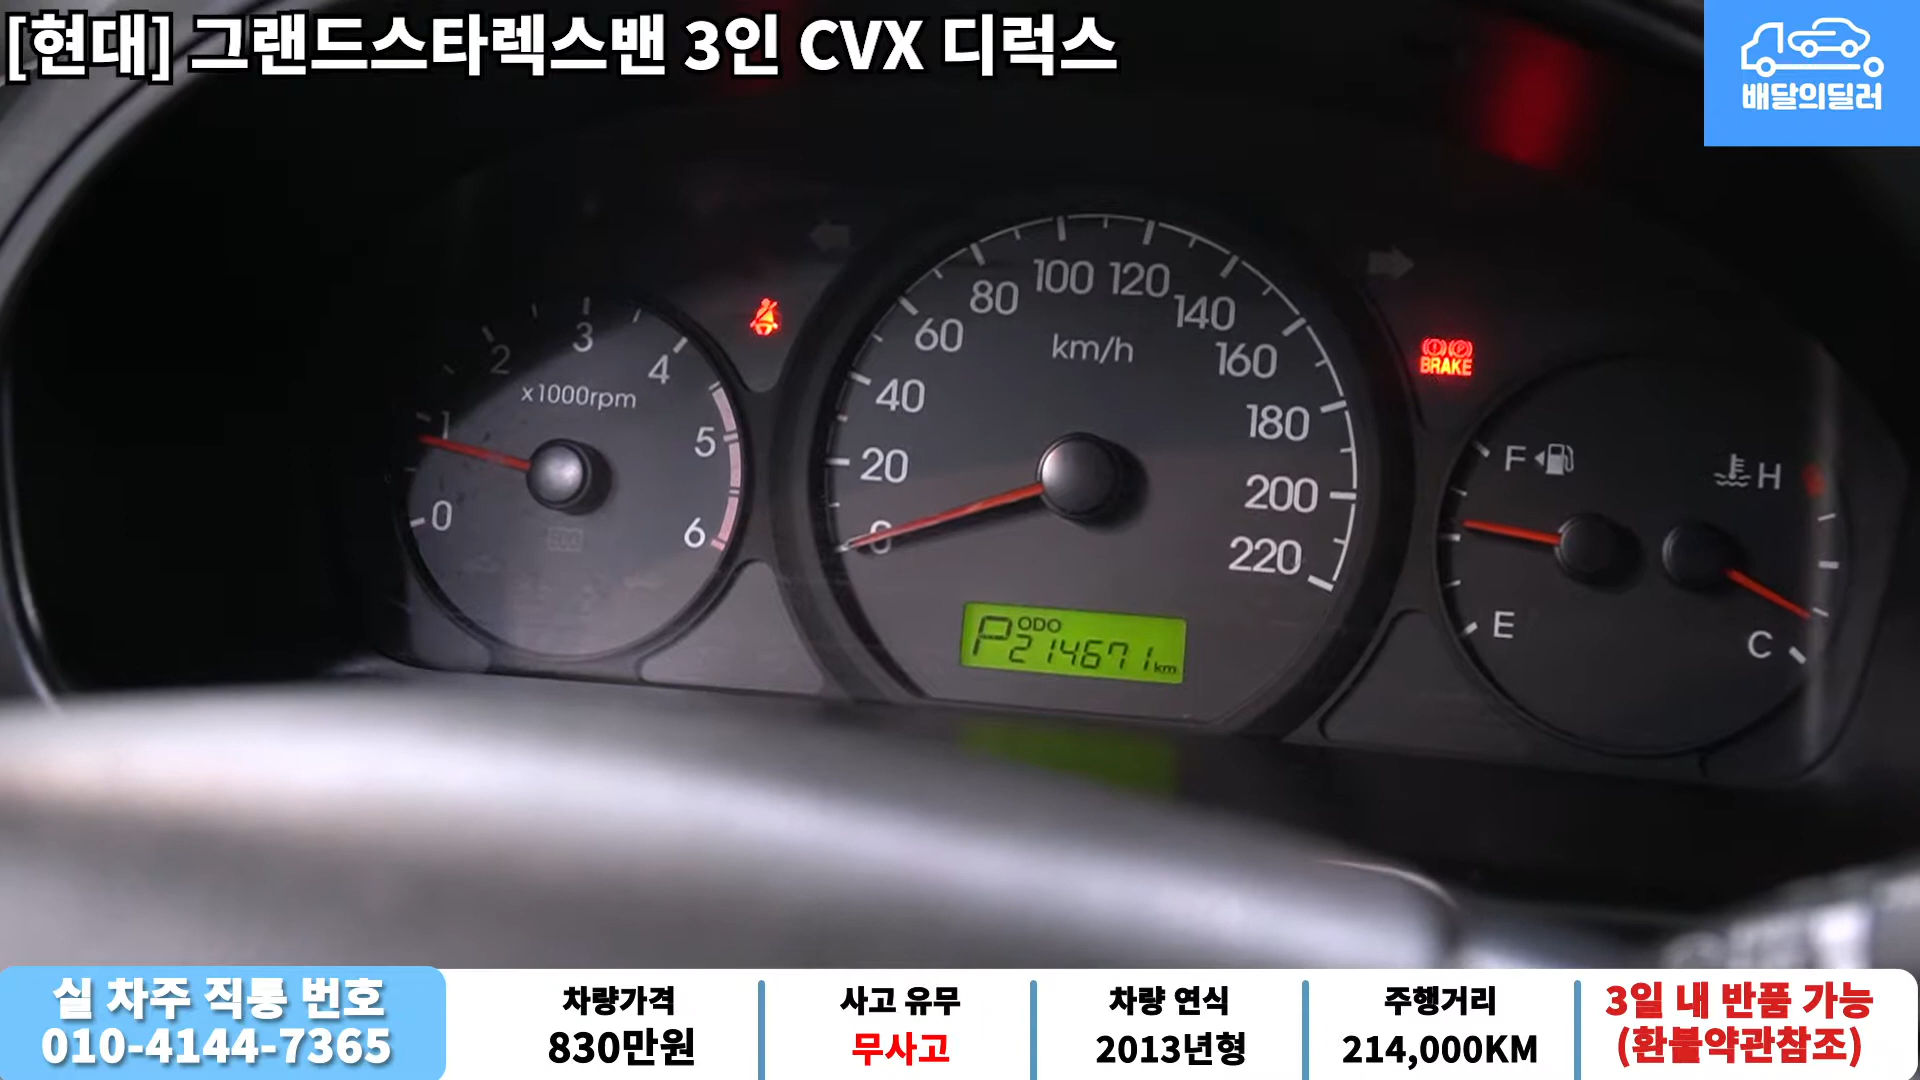 [현대] 그랜드스타렉스밴 3인 CVX 디럭스
배달의딜러
0
1
2
3
4
5
6
x1000rpm
0
20
40
60
80
100
120
140
160
180
200
220
km/h
P ODO 214671 km
BRAKE
F
E
H
C
실 차주 직통 번호
010-4144-7365
차량가격
830만원
사고 유무
무사고
차량 연식
2013년형
주행거리
214,000KM
3일 내 반품 가능
(환불약관참조)